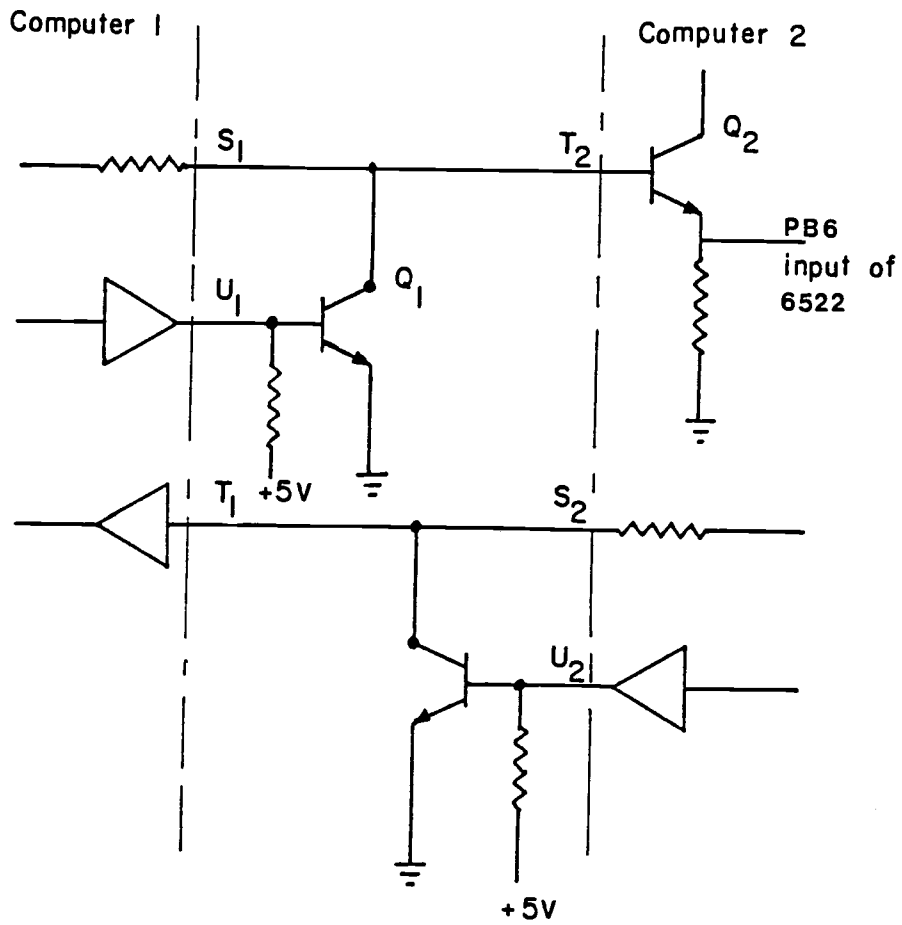 Computer 1
Computer 2
S1
T2
Q2
PB6
input of
6522
U1
Q1
T1
+5V
S2
U2
+5V